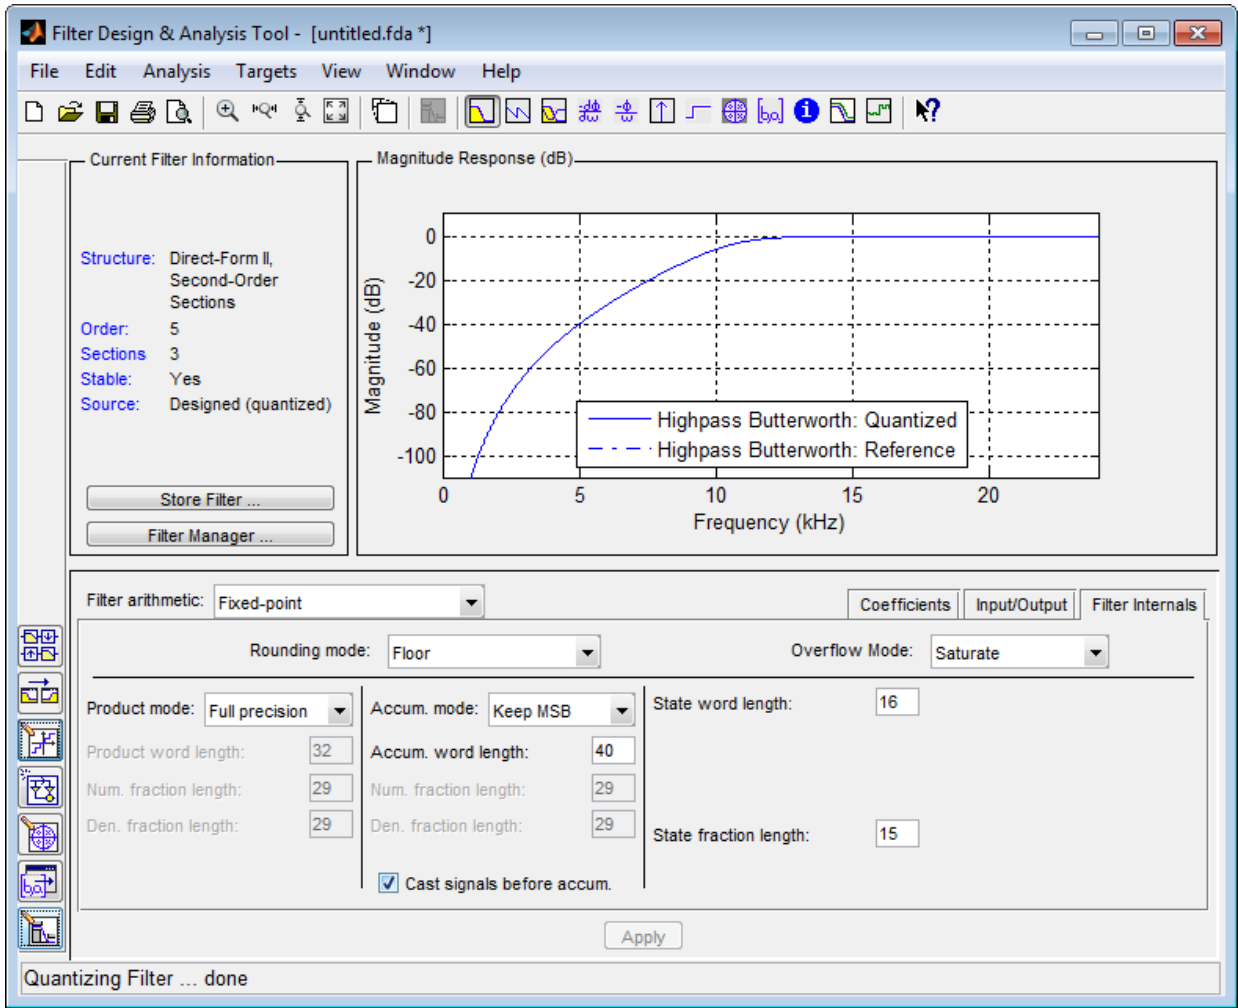 Filter Design & Analysis Tool - [untitled.fda *]
File Edit Analysis Targets View Window Help
Current Filter Information
Structure: Direct-Form II,
Second-Order
Sections
Order: 5
Sections 3
Stable: Yes
Source: Designed (quantized)
Store Filter ...
Filter Manager ...
Magnitude Response (dB)
Magnitude (dB)
0
-20
-40
-60
-80
-100
Highpass Butterworth: Quantized
Highpass Butterworth: Reference
0 5 10 15 20
Frequency (kHz)
Filter arithmetic: Fixed-point
Coefficients Input/Output Filter Internals
Rounding mode: Floor Overflow Mode: Saturate
Product mode: Full precision
Product word length: 32
Num. fraction length: 29
Den. fraction length: 29
Accum. mode: Keep MSB
Accum. word length: 40
Num. fraction length: 29
Den. fraction length: 29
Cast signals before accum.
State word length: 16
State fraction length: 15
Apply
Quantizing Filter ... done